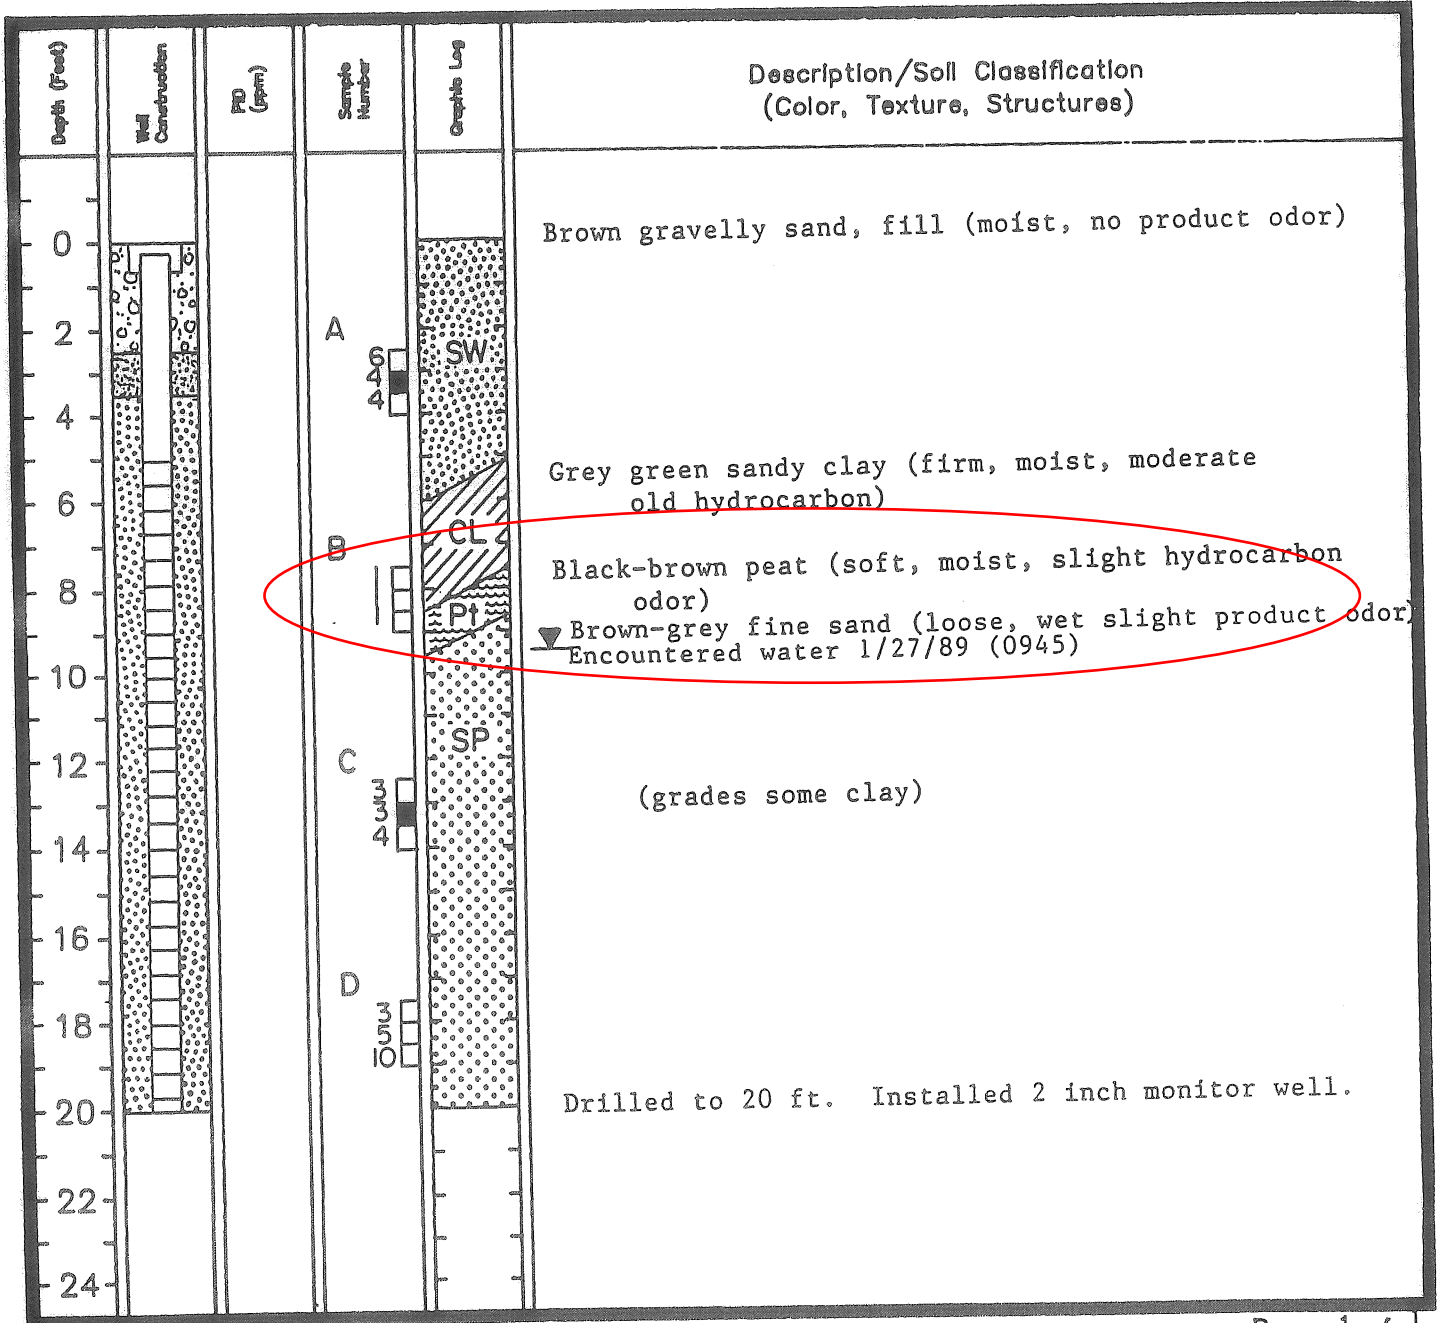 Depth (Feet)
Well Construction
PID (ppm)
Sample Number
Graphic Log
Description/Soil Classification
(Color, Texture, Structures)
Brown gravelly sand, fill (moist, no product odor)
0
2
A
6
SW
4
4
4
Grey green sandy clay (firm, moist, moderate
old hydrocarbon)
6
CL
B
Black-brown peat (soft, moist, slight hydrocarbon
odor)
8
Pt
Brown-grey fine sand (loose, wet slight product odor)
Encountered water 1/27/89 (0945)
10
SP
12
C
3
3
4
(grades some clay)
14
16
D
3
18
5
10
20
Drilled to 20 ft. Installed 2 inch monitor well.
22
24